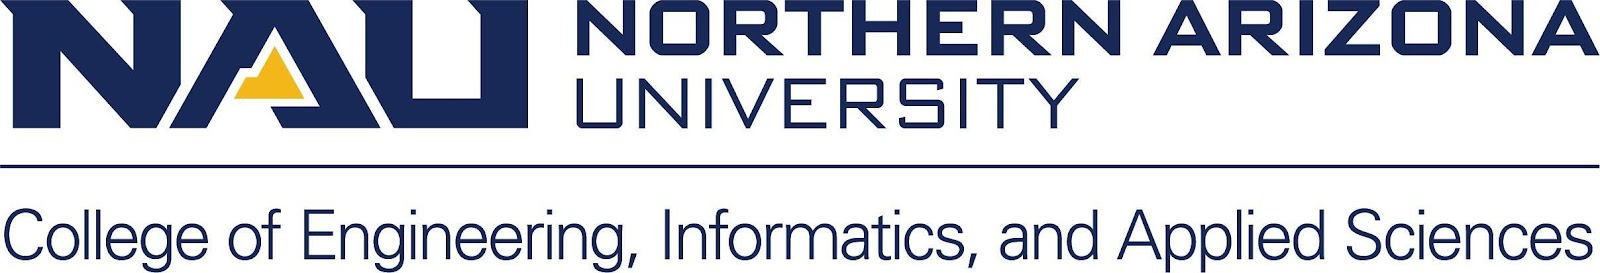 NAU
NORTHERN ARIZONA
UNIVERSITY
College of Engineering, Informatics, and Applied Sciences